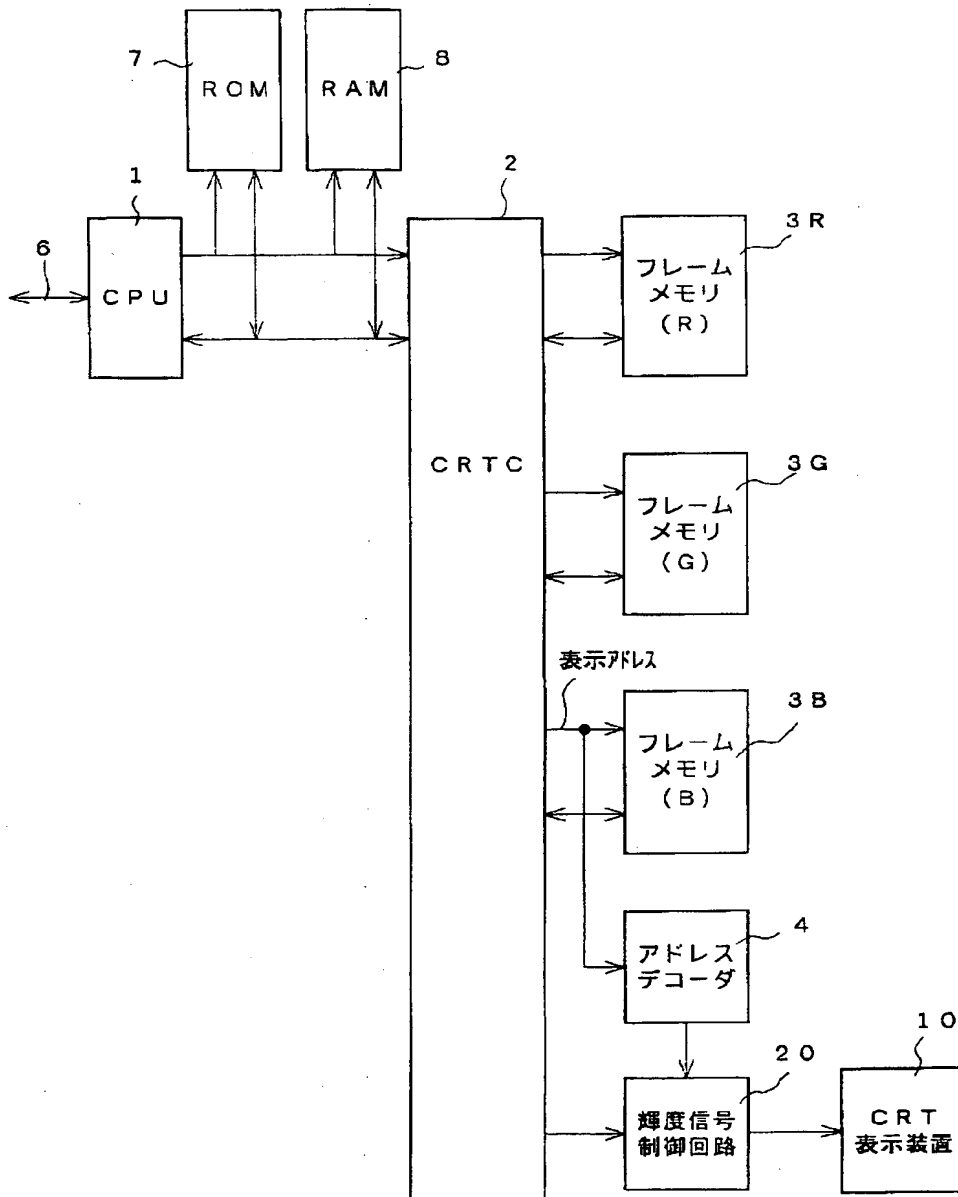 7
ROM
8
RAM
1
6
CPU
2
CRTC
3R
フレーム
メモリ
(R)
3G
フレーム
メモリ
(G)
表示アドレス
3B
フレーム
メモリ
(B)
4
アドレス
デコーダ
20
輝度信号
制御回路
10
CRT
表示装置